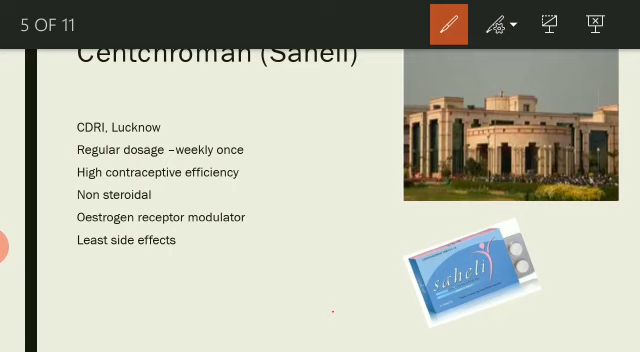 5 OF 11
Centchroman (Saheli)
CDRI, Lucknow
Regular dosage –weekly once
High contraceptive efficiency
Non steroidal
Oestrogen receptor modulator
Least side effects
saheli